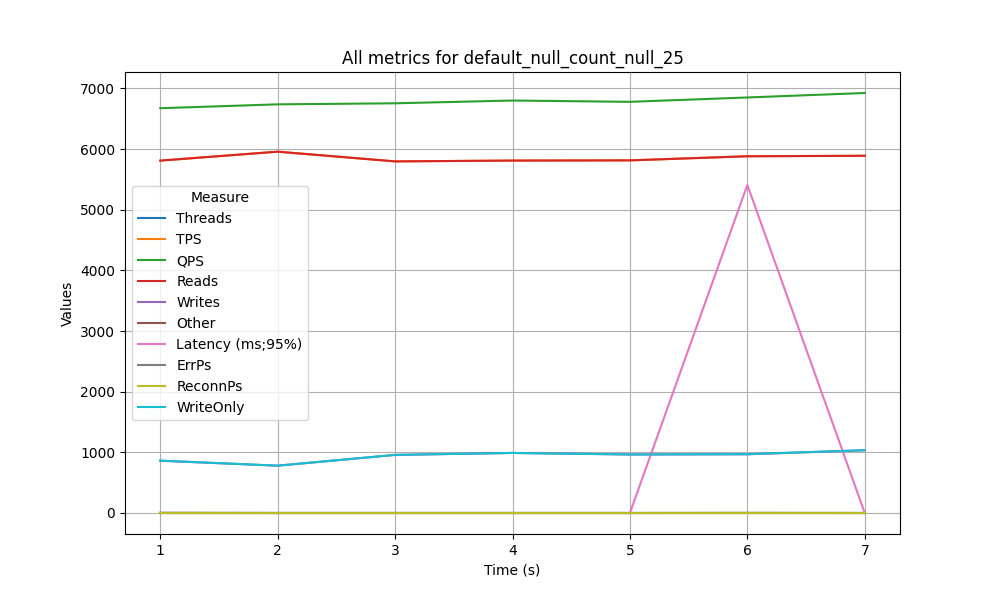 All metrics for default_null_count_null_25
Values
7000
6000
5000
4000
3000
2000
1000
0
Measure
Threads
TPS
QPS
Reads
Writes
Other
Latency (ms;95%)
ErrPs
ReconnPs
WriteOnly
1 2 3 4 5 6 7
Time (s)